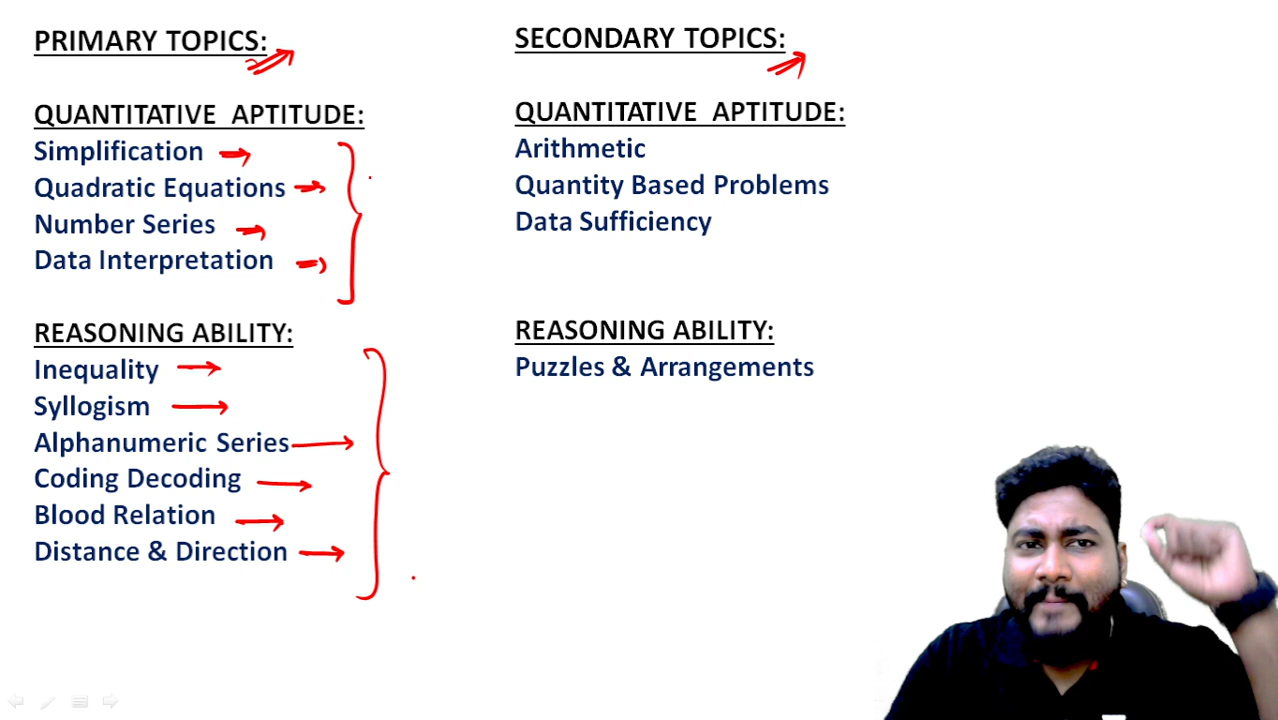 PRIMARY TOPICS:
QUANTITATIVE APTITUDE:
Simplification
Quadratic Equations
Number Series
Data Interpretation
REASONING ABILITY:
Inequality
Syllogism
Alphanumeric Series
Coding Decoding
Blood Relation
Distance & Direction
SECONDARY TOPICS:
QUANTITATIVE APTITUDE:
Arithmetic
Quantity Based Problems
Data Sufficiency
REASONING ABILITY:
Puzzles & Arrangements